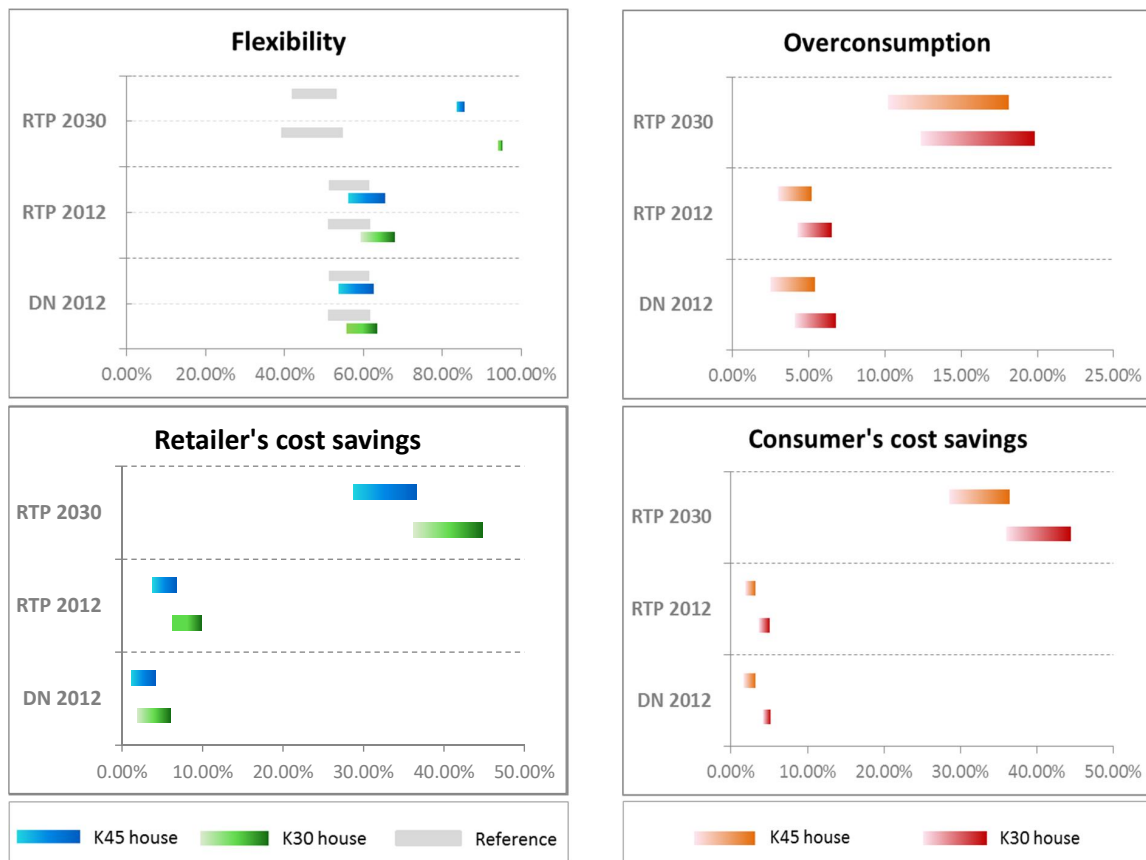 Flexibility
RTP 2030
RTP 2012
DN 2012
0.00% 20.00% 40.00% 60.00% 80.00% 100.00%
Overconsumption
RTP 2030
RTP 2012
DN 2012
0.00% 5.00% 10.00% 15.00% 20.00% 25.00%
Retailer's cost savings
RTP 2030
RTP 2012
DN 2012
0.00% 10.00% 20.00% 30.00% 40.00% 50.00%
Consumer's cost savings
RTP 2030
RTP 2012
DN 2012
0.00% 10.00% 20.00% 30.00% 40.00% 50.00%
K45 house K30 house Reference
K45 house K30 house